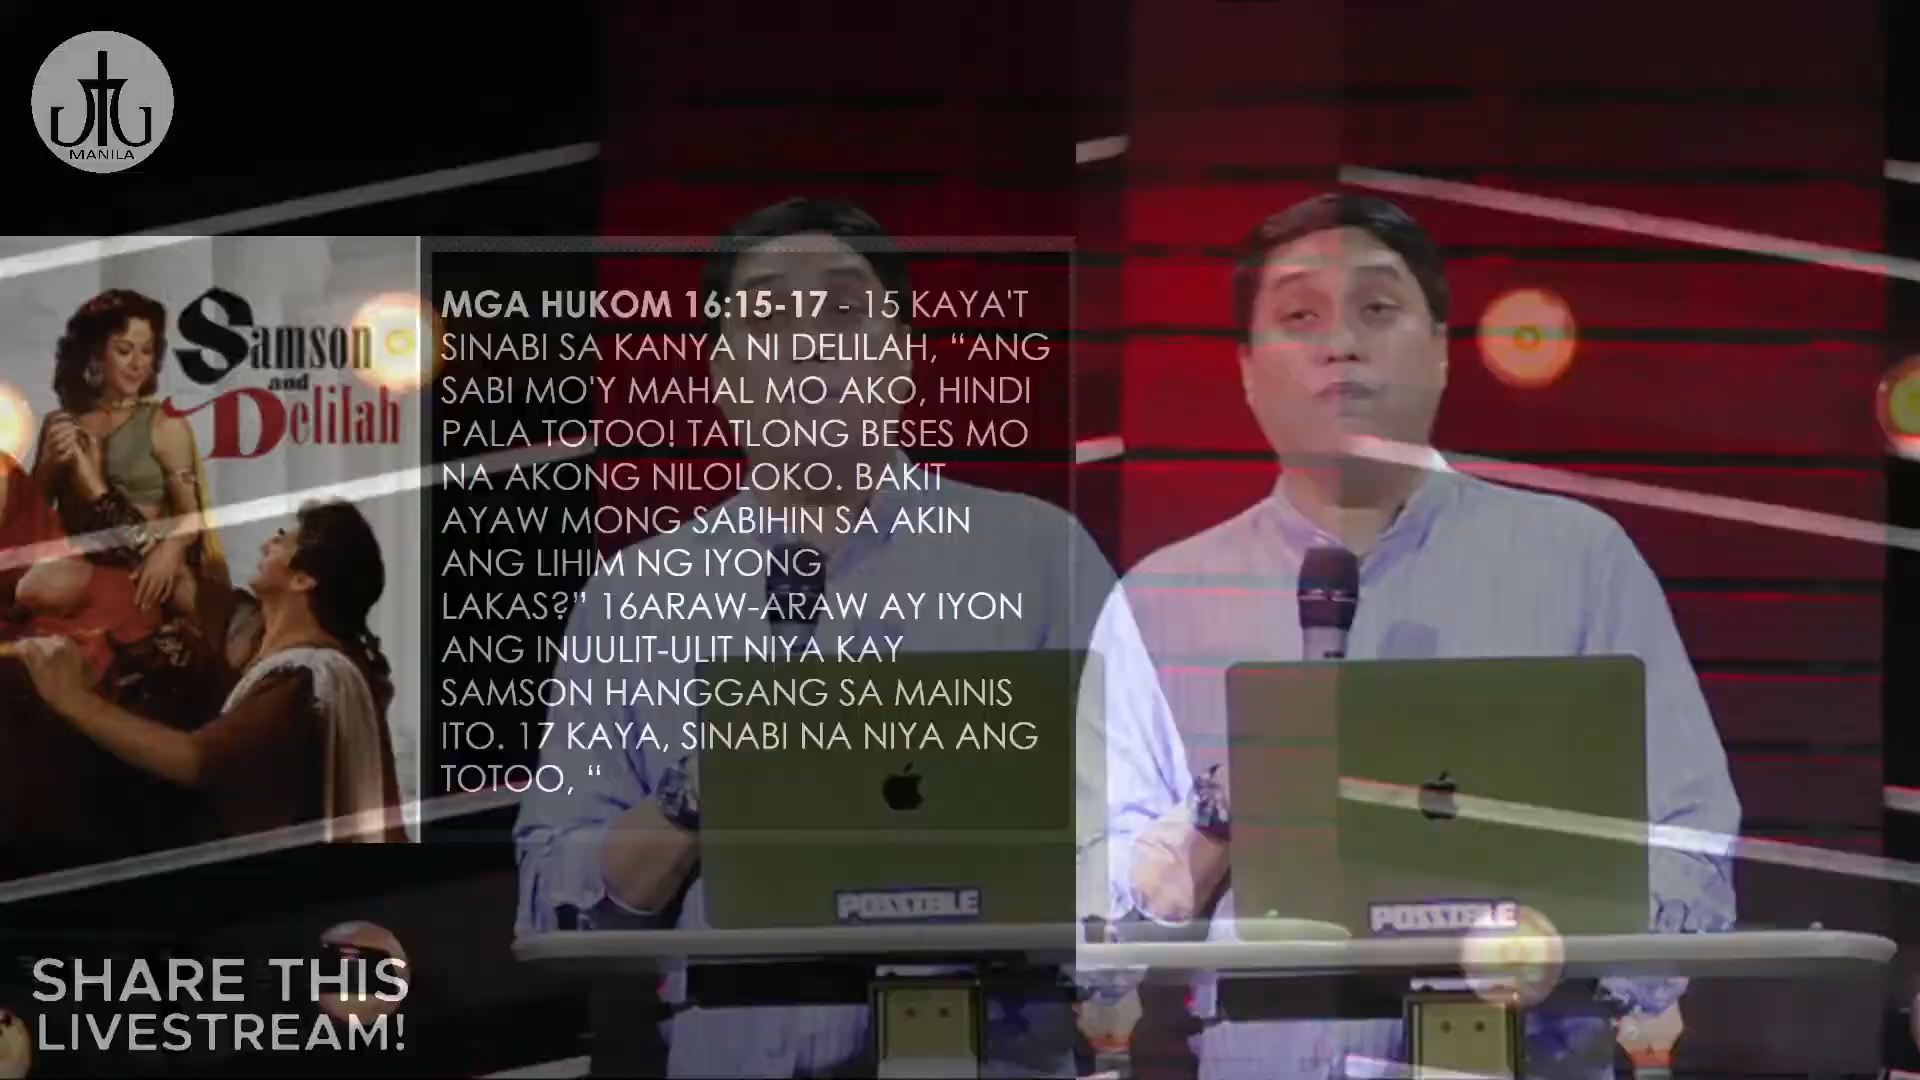 JTG
MANILA
Samson
and
Delilah
MGA HUKOM 16:15-17 - 15 KAYA'T
SINABI SA KANYA NI DELILAH, “ANG
SABI MO'Y MAHAL MO AKO, HINDI
PALA TOTOO! TATLONG BESES MO
NA AKONG NILOLOKO. BAKIT
AYAW MONG SABIHIN SA AKIN
ANG LIHIM NG IYONG
LAKAS?” 16ARAW-ARAW AY IYON
ANG INUULIT-ULIT NIYA KAY
SAMSON HANGGANG SA MAINIS
ITO. 17 KAYA, SINABI NA NIYA ANG
TOTOO, “
POSSIBLE
POSSIBLE
SHARE THIS
LIVESTREAM!